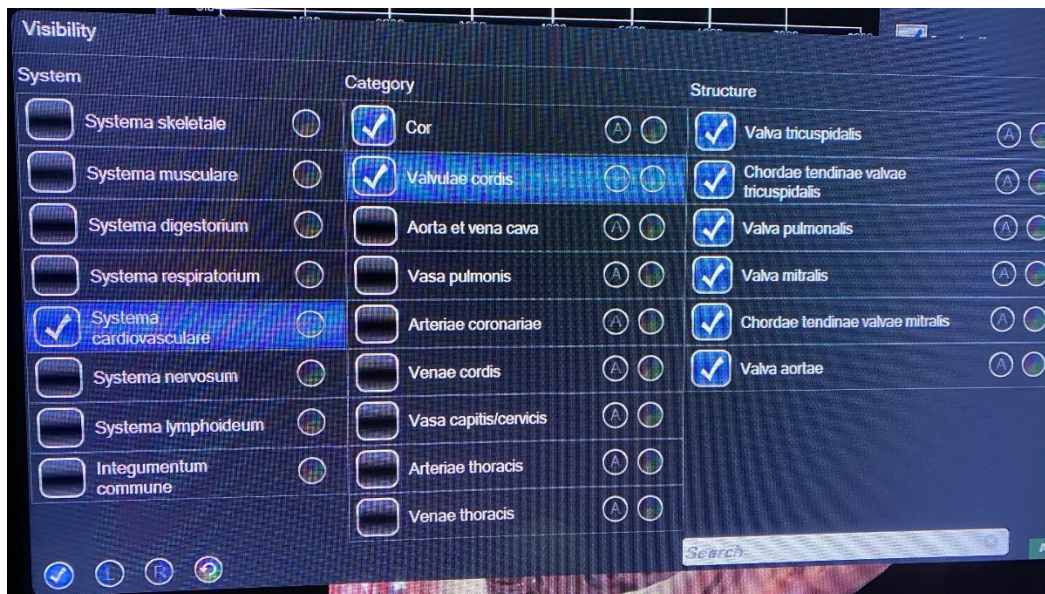 Visibility
System
Systema skeletale
Systema musculare
Systema digestorium
Systema respiratorium
Systema
cardiovasculare
Systema nervosum
Systema lymphoideum
Integumentum
commune
L
R
Category
Cor
A
Valvulae cordis
Aorta et vena cava
A
Vasa pulmonis
A
Arteriae coronariae
A
Venae cordis
A
Vasa capitis/cervicis
A
Arteriae thoracis
A
Venae thoracis
A
Structure
Valva tricuspidalis
A
Chordae tendinae valvae
tricuspidalis
A
Valva pulmonalis
A
Valva mitralis
A
Chordae tendinae valvae mitralis
A
Valva aortae
A
Search